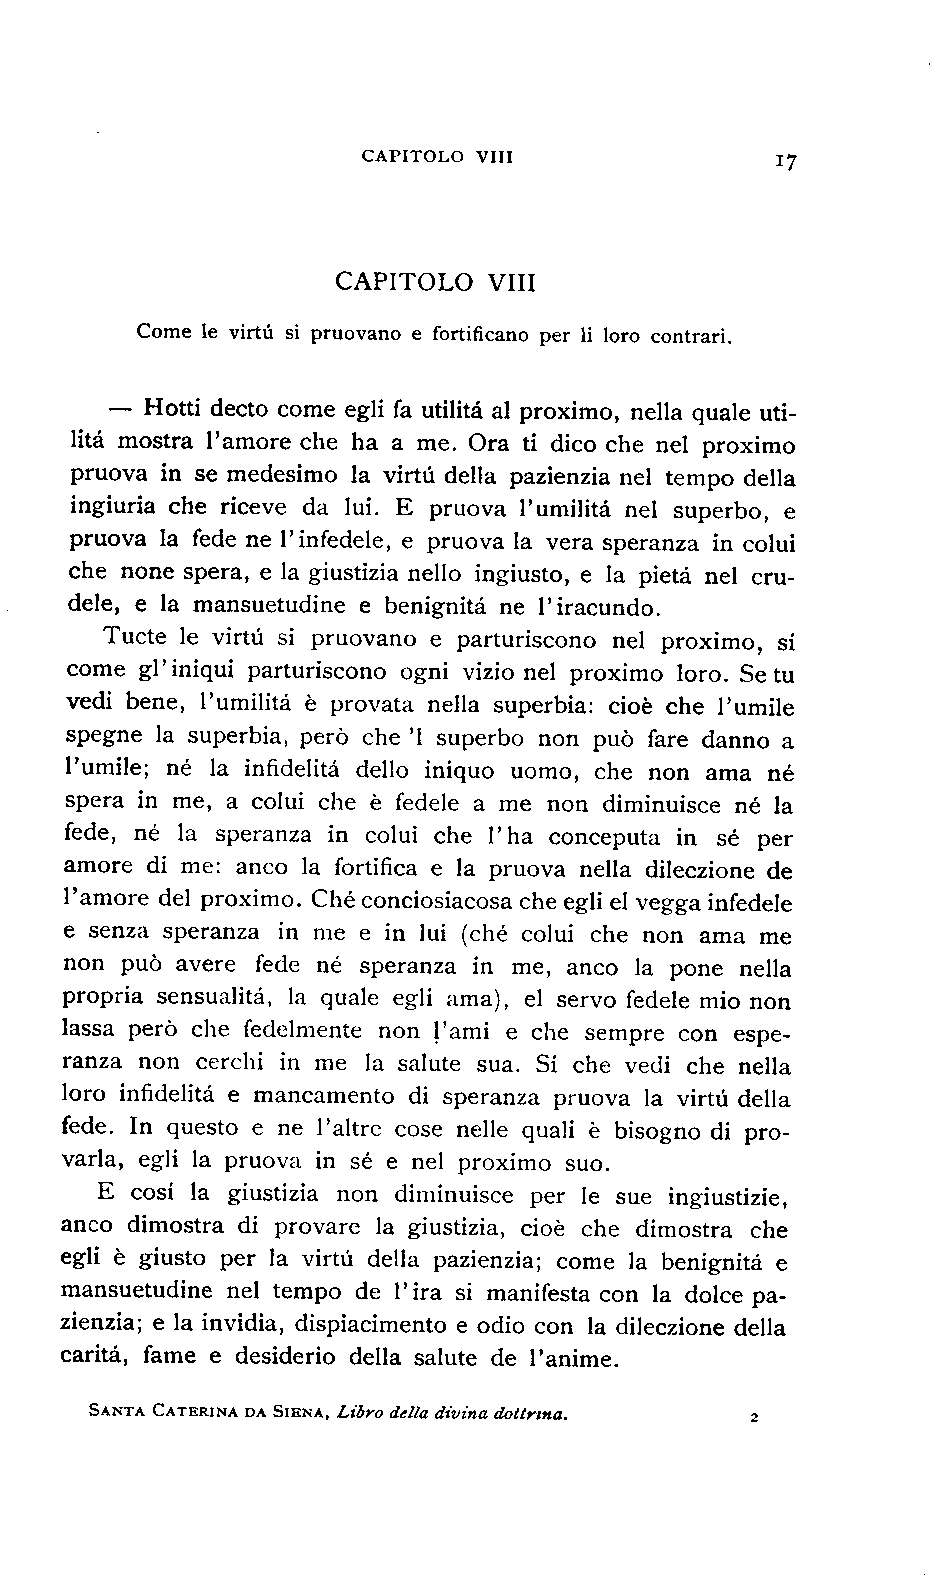 CAPITOLO VIII 17
CAPITOLO VIII
Come le virtú si pruovano e fortificano per li loro contrari.
— Hotti decto come egli fa utilitá al proximo, nella quale uti-
litá mostra l'amore che ha a me. Ora ti dico che nel proximo
pruova in se medesimo la virtú della pazienzia nel tempo della
ingiuria che riceve da lui. E pruova l'umilitá nel superbo, e
pruova la fede ne l'infedele, e pruova la vera speranza in colui
che none spera, e la giustizia nello ingiusto, e la pietá nel cru-
dele, e la mansuetudine e benignitá ne l'iracundo.
Tucte le virtú si pruovano e parturiscono nel proximo, sí
come gl'iniqui parturiscono ogni vizio nel proximo loro. Se tu
vedi bene, l'umilitá è provata nella superbia: cioè che l'umile
spegne la superbia, però che 'l superbo non può fare danno a
l'umile; né la infidelitá dello iniquo uomo, che non ama né
spera in me, a colui che è fedele a me non diminuisce né la
fede, né la speranza in colui che l'ha conceputa in sé per
amore di me: anco la fortifica e la pruova nella dileczione de
l'amore del proximo. Ché conciosiacosa che egli el vegga infedele
e senza speranza in me e in lui (ché colui che non ama me
non può avere fede né speranza in me, anco la pone nella
propria sensualitá, la quale egli ama), el servo fedele mio non
lassa però che fedelmente non l'ami e che sempre con espe-
ranza non cerchi in me la salute sua. Sí che vedi che nella
loro infidelitá e mancamento di speranza pruova la virtú della
fede. In questo e ne l'altre cose nelle quali è bisogno di pro-
varla, egli la pruova in sé e nel proximo suo.
E cosí la giustizia non diminuisce per le sue ingiustizie,
anco dimostra di provare la giustizia, cioè che dimostra che
egli è giusto per la virtú della pazienzia; come la benignitá e
mansuetudine nel tempo de l'ira si manifesta con la dolce pa-
zienzia; e la invidia, dispiacimento e odio con la dileczione della
caritá, fame e desiderio della salute de l'anime.
SANTA CATERINA DA SIENA, Libro della divina dottrina. 2